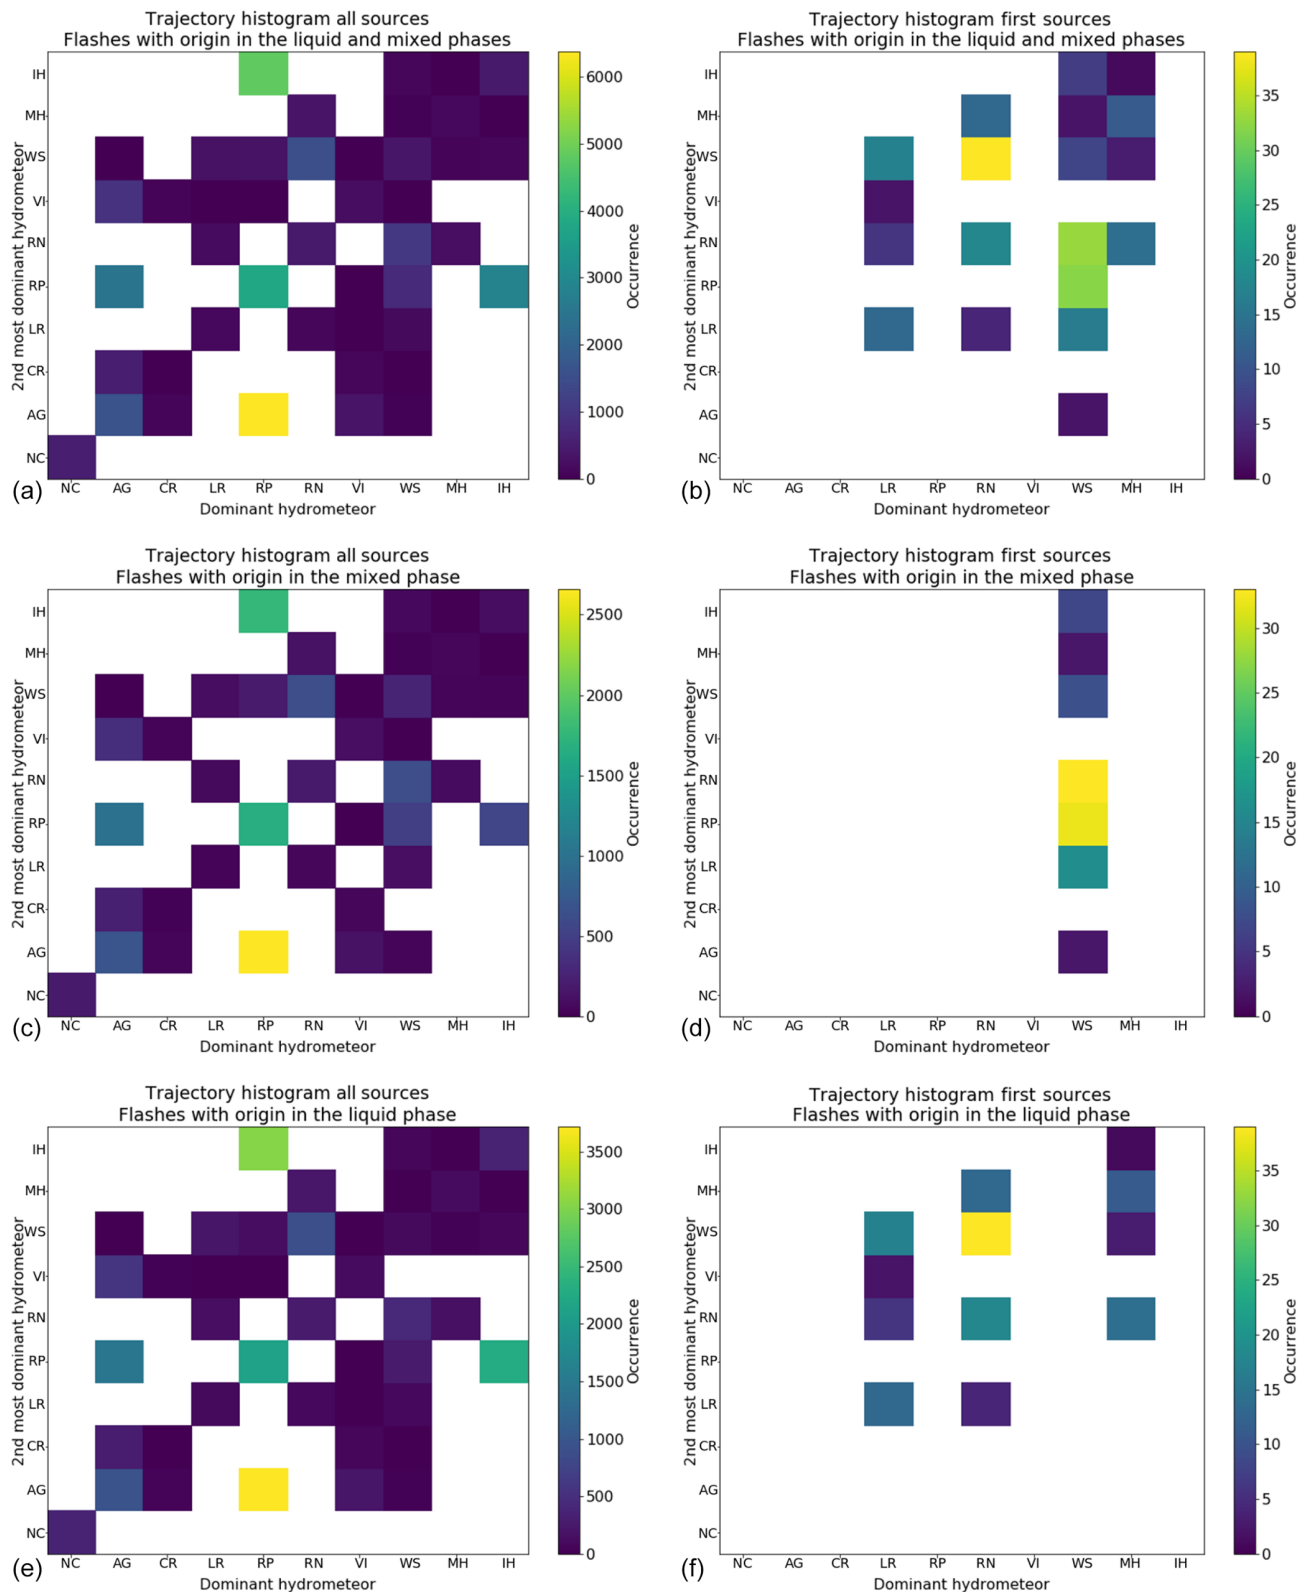 Trajectory histogram all sources
Flashes with origin in the liquid and mixed phases
IH
MH
WS
VI
RN
RP
LR
CR
AG
NC
2nd most dominant hydrometeor
NC AG CR LR RP RN VI WS MH IH
Dominant hydrometeor
6000
5000
4000
3000
2000
1000
0
Occurrence
(a)
Trajectory histogram first sources
Flashes with origin in the liquid and mixed phases
IH
MH
WS
VI
RN
RP
LR
CR
AG
NC
2nd most dominant hydrometeor
NC AG CR LR RP RN VI WS MH IH
Dominant hydrometeor
35
30
25
20
15
10
5
0
Occurrence
(b)
Trajectory histogram all sources
Flashes with origin in the mixed phase
IH
MH
WS
VI
RN
RP
LR
CR
AG
NC
2nd most dominant hydrometeor
NC AG CR LR RP RN VI WS MH IH
Dominant hydrometeor
2500
2000
1500
1000
500
0
Occurrence
(c)
Trajectory histogram first sources
Flashes with origin in the mixed phase
IH
MH
WS
VI
RN
RP
LR
CR
AG
NC
2nd most dominant hydrometeor
NC AG CR LR RP RN VI WS MH IH
Dominant hydrometeor
30
25
20
15
10
5
0
Occurrence
(d)
Trajectory histogram all sources
Flashes with origin in the liquid phase
IH
MH
WS
VI
RN
RP
LR
CR
AG
NC
2nd most dominant hydrometeor
NC AG CR LR RP RN VI WS MH IH
Dominant hydrometeor
3500
3000
2500
2000
1500
1000
500
0
Occurrence
(e)
Trajectory histogram first sources
Flashes with origin in the liquid phase
IH
MH
WS
VI
RN
RP
LR
CR
AG
NC
2nd most dominant hydrometeor
NC AG CR LR RP RN VI WS MH IH
Dominant hydrometeor
35
30
25
20
15
10
5
0
Occurrence
(f)